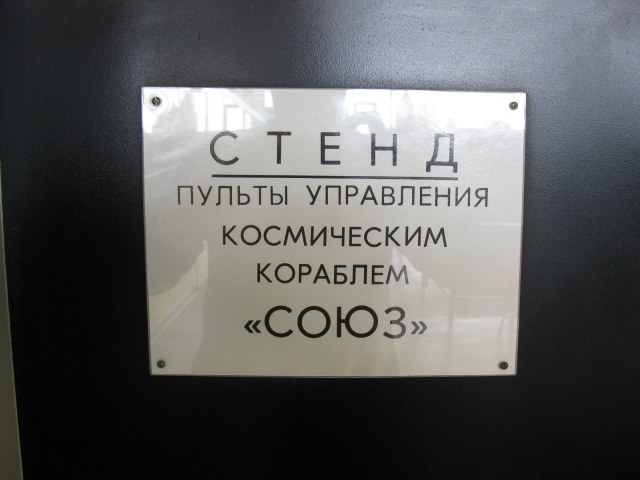 СТЕНД
ПУЛЬТЫ УПРАВЛЕНИЯ
КОСМИЧЕСКИМ
КОРАБЛЕМ
«СОЮЗ»